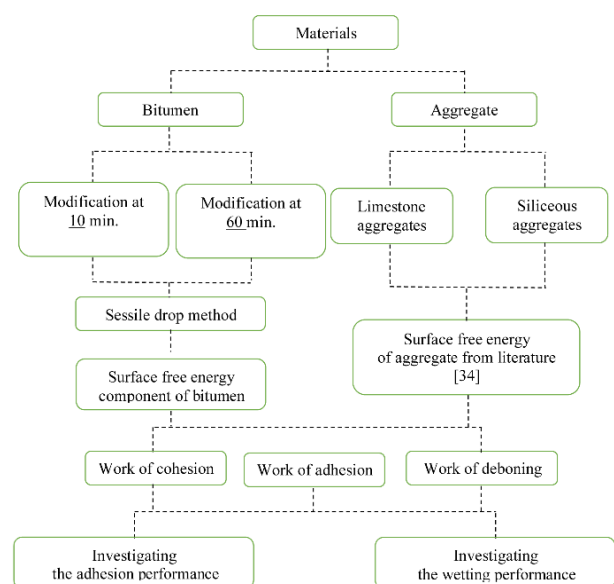 Materials
Bitumen
Aggregate
Modification at
10 min.
Modification at
60 min.
Limestone
aggregates
Siliceous
aggregates
Sessile drop method
Surface free energy
of aggregate from literature
[34]
Surface free energy
component of bitumen
Work of cohesion
Work of adhesion
Work of deboning
Investigating
the adhesion performance
Investigating
the wetting performance